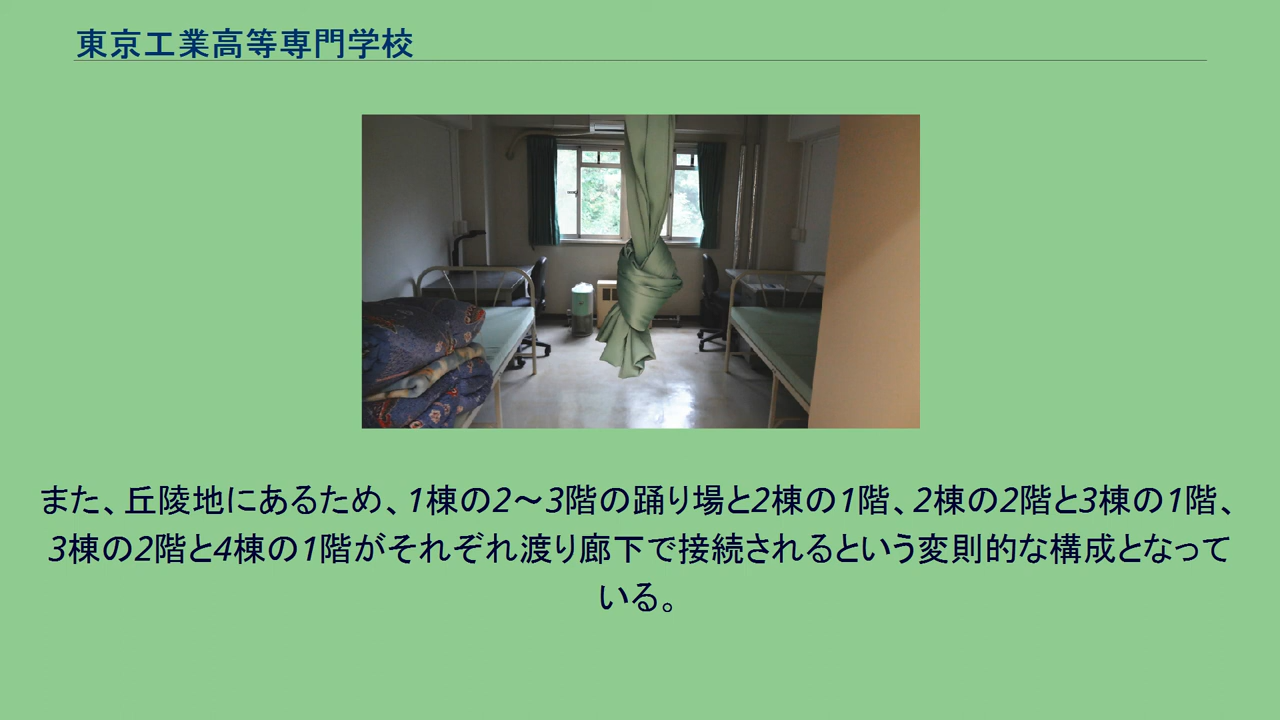 東京工業高等専門学校
また、丘陵地にあるため、1棟の2～3階の踊り場と2棟の1階、2棟の2階と3棟の1階、
3棟の2階と4棟の1階がそれぞれ渡り廊下で接続されるという変則的な構成となって
いる。